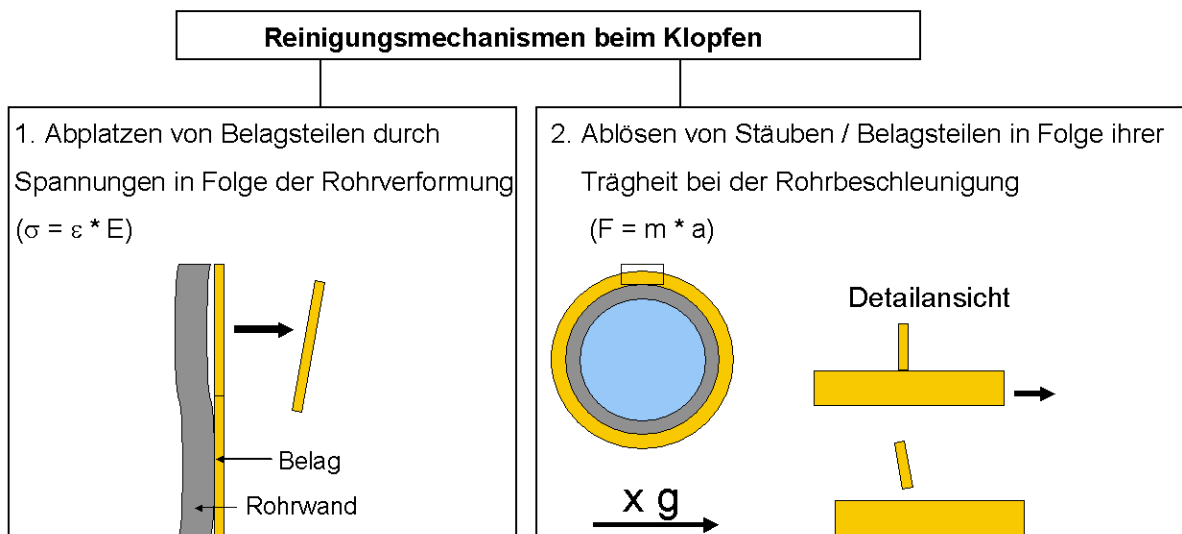 Reinigungsmechanismen beim Klopfen
1. Abplatzen von Belagsteilen durch
Spannungen in Folge der Rohrverformung
(σ = ε * E)
Belag
Rohrwand
2. Ablösen von Stäuben / Belagsteilen in Folge ihrer
Trägheit bei der Rohrbeschleunigung
(F = m * a)
Detailansicht
x g